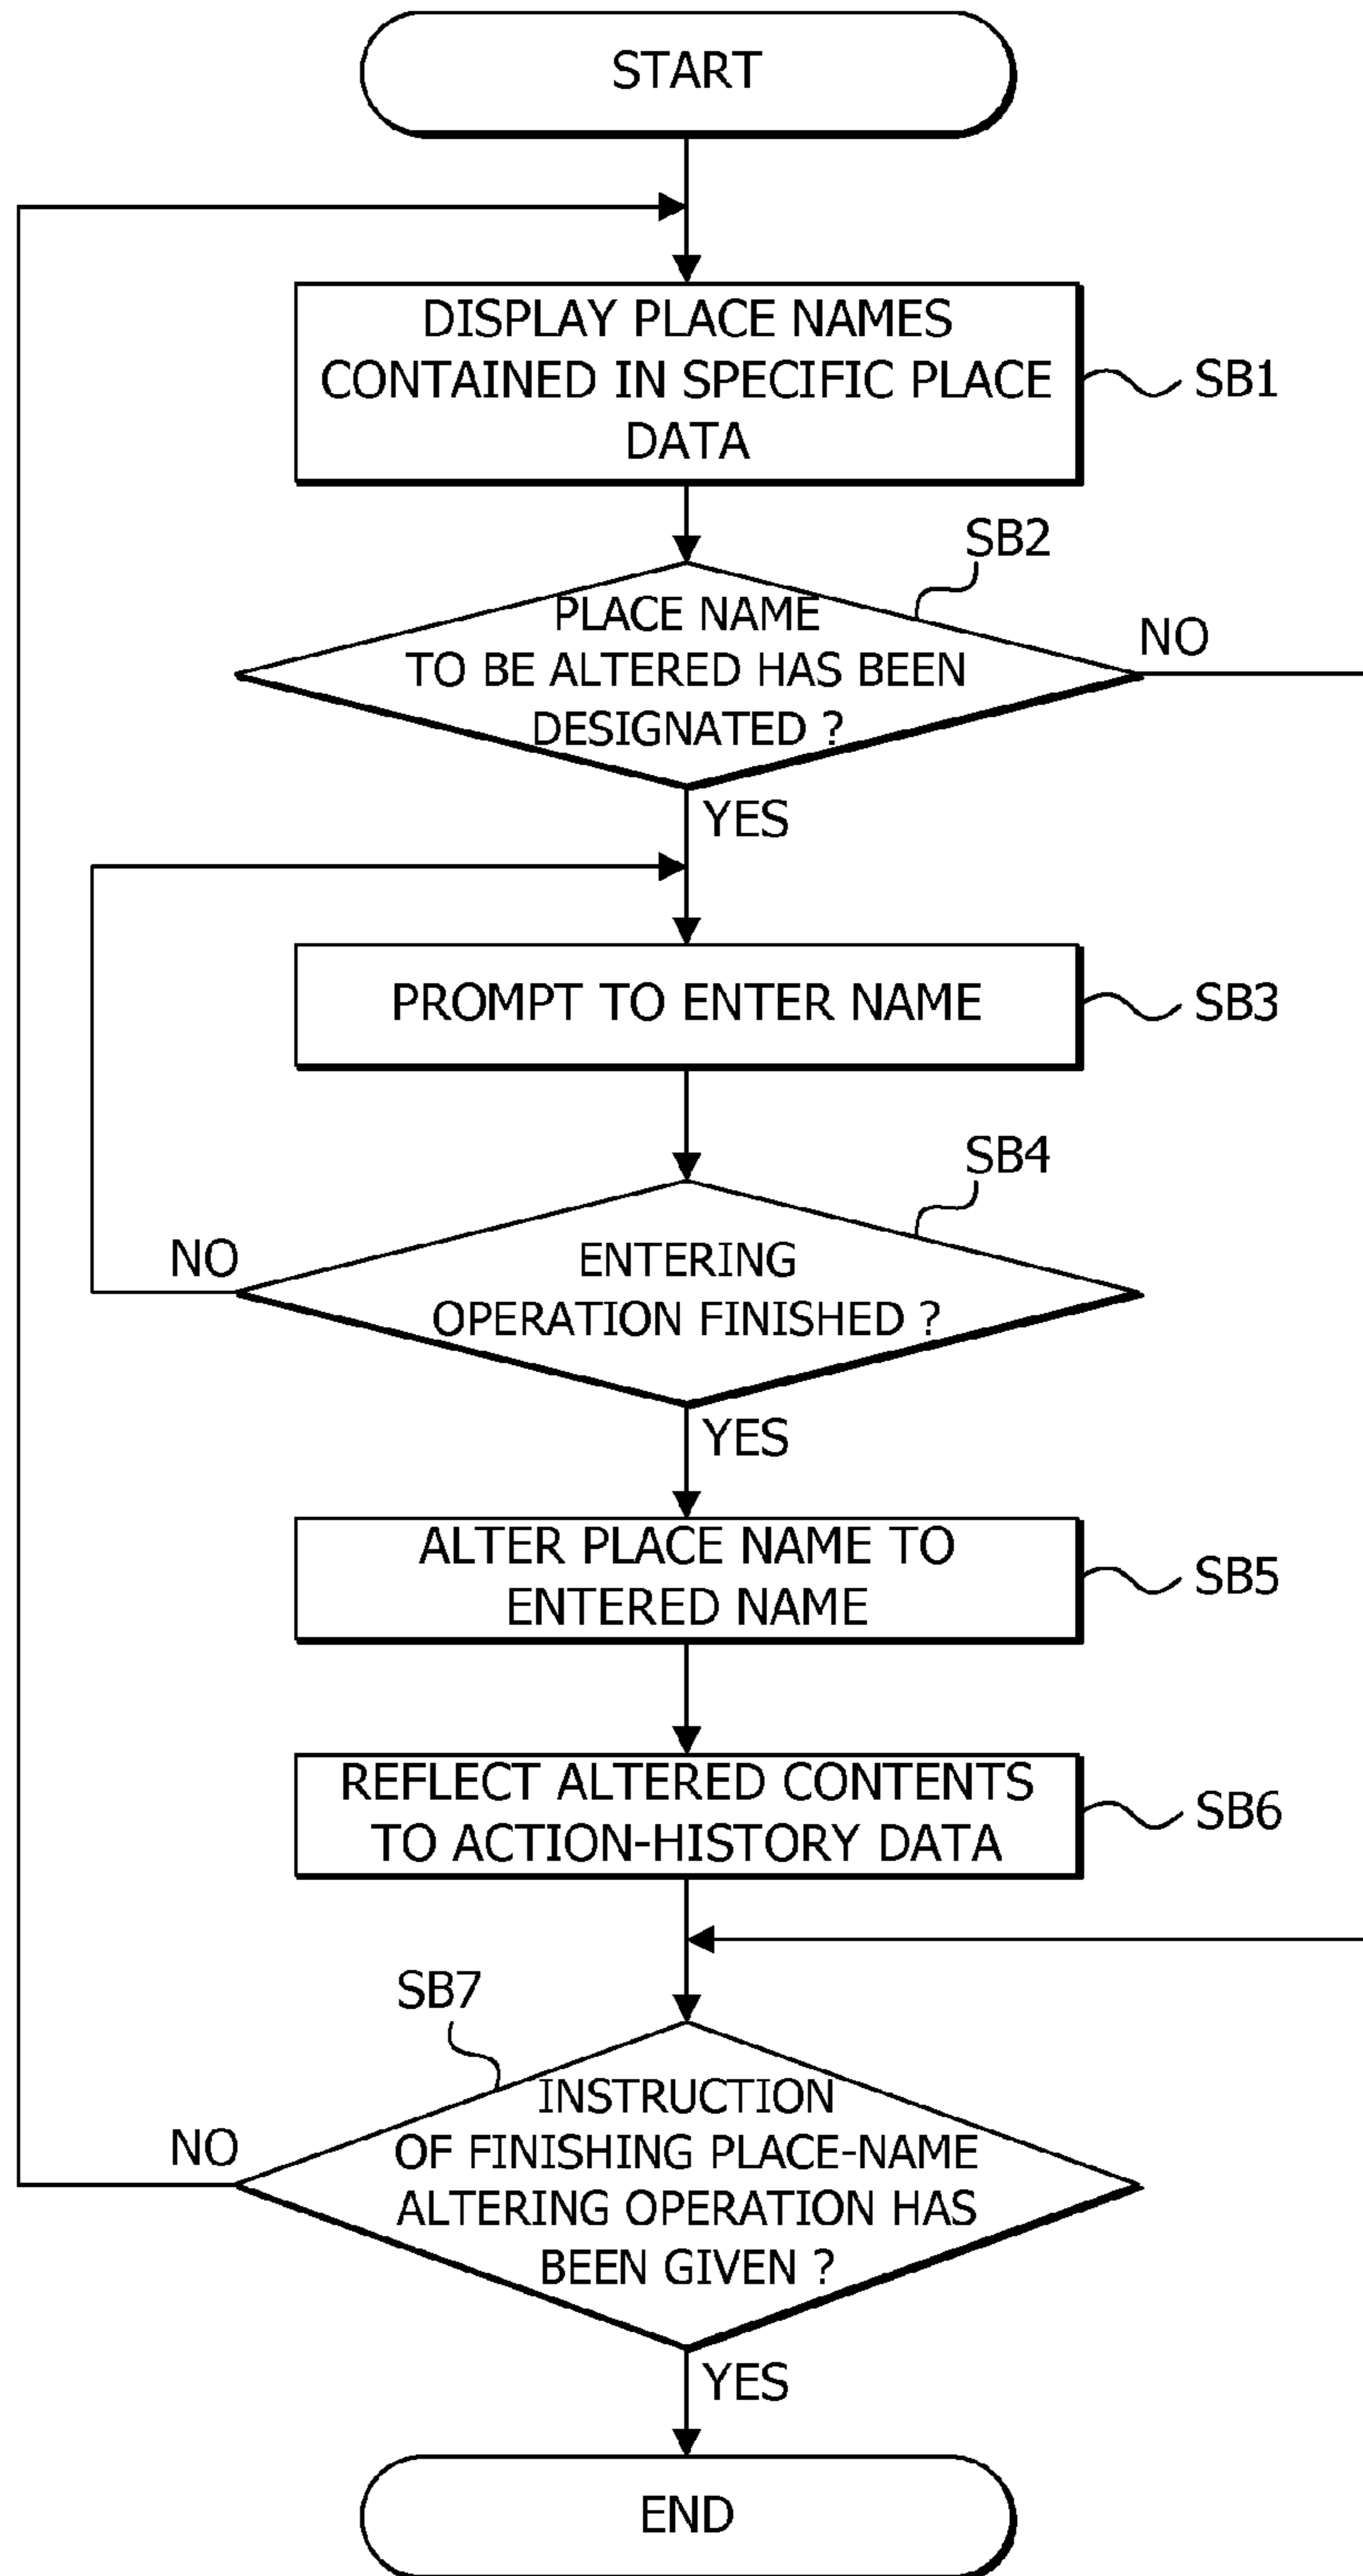 START
DISPLAY PLACE NAMES
CONTAINED IN SPECIFIC PLACE
DATA
SB1
SB2
PLACE NAME
TO BE ALTERED HAS BEEN
DESIGNATED ?
NO
YES
PROMPT TO ENTER NAME
SB3
SB4
NO
ENTERING
OPERATION FINISHED ?
YES
ALTER PLACE NAME TO
ENTERED NAME
SB5
REFLECT ALTERED CONTENTS
TO ACTION-HISTORY DATA
SB6
SB7
NO
INSTRUCTION
OF FINISHING PLACE-NAME
ALTERING OPERATION HAS
BEEN GIVEN ?
YES
END